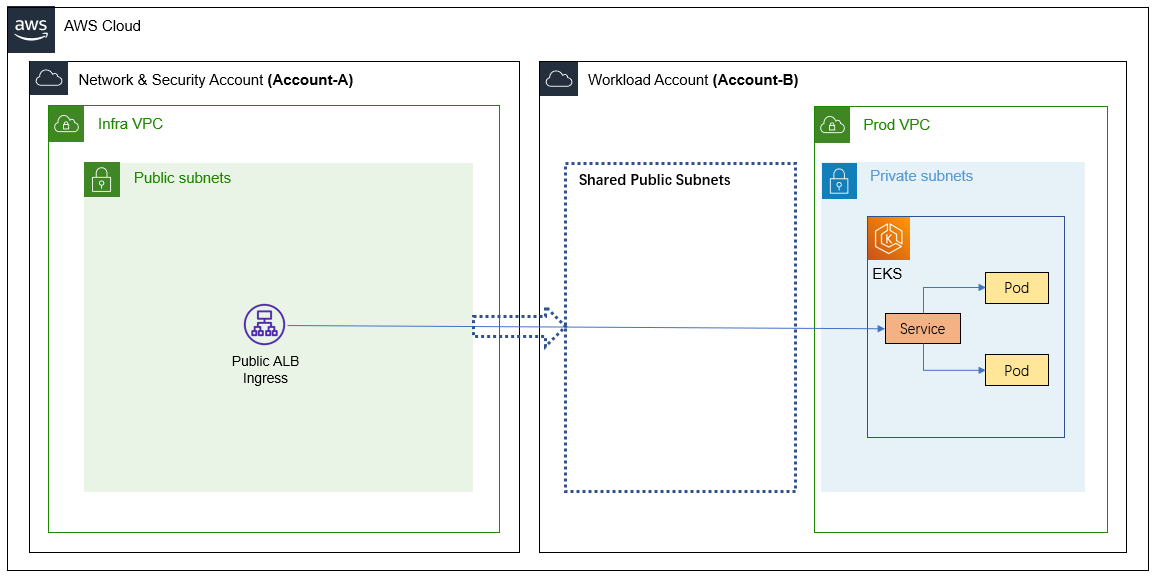 aws
AWS Cloud
Network & Security Account (Account-A)
Infra VPC
Public subnets
Public ALB
Ingress
Workload Account (Account-B)
Shared Public Subnets
Prod VPC
Private subnets
K
EKS
Service
Pod
Pod